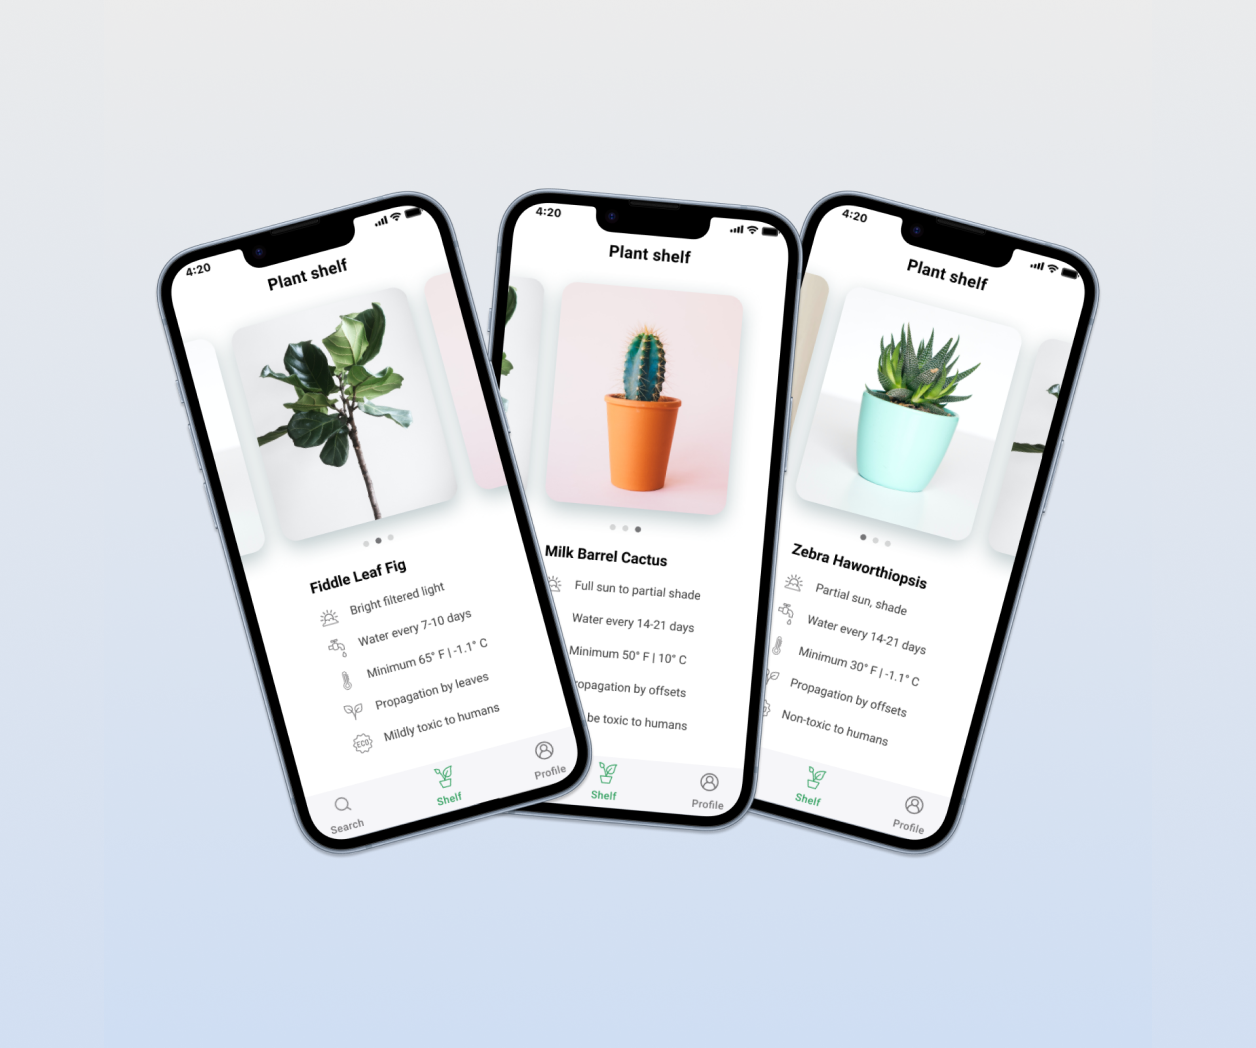 4:20
Plant shelf
Fiddle Leaf Fig
Bright filtered light
Water every 7-10 days
Minimum 65° F | -1.1° C
Propagation by leaves
ECO
Mildly toxic to humans
Search
Shelf
Profile
4:20
Plant shelf
Milk Barrel Cactus
Full sun to partial shade
Water every 14-21 days
Minimum 50° F | 10° C
opagation by offsets
be toxic to humans
Shelf
Profile
4:20
Plant shelf
Zebra Haworthiopsis
Partial sun, shade
Water every 14-21 days
Minimum 30° F | -1.1° C
Propagation by offsets
Non-toxic to humans
Shelf
Profile